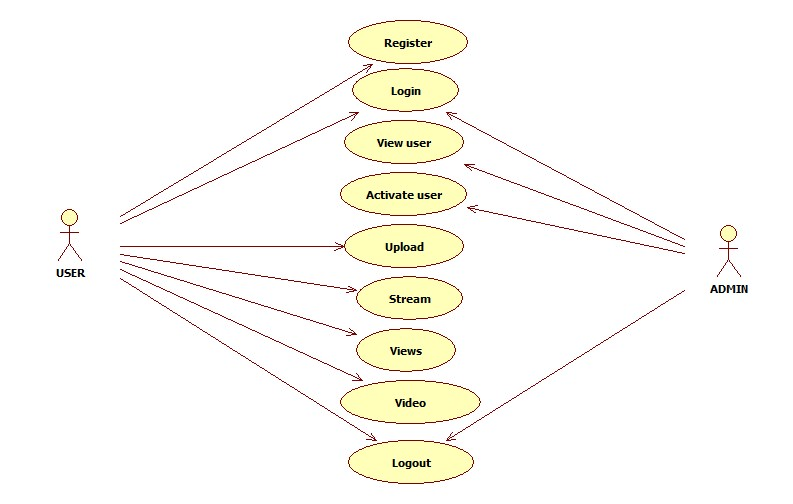 Register
Login
View user
Activate user
Upload
USER
ADMIN
Stream
Views
Video
Logout